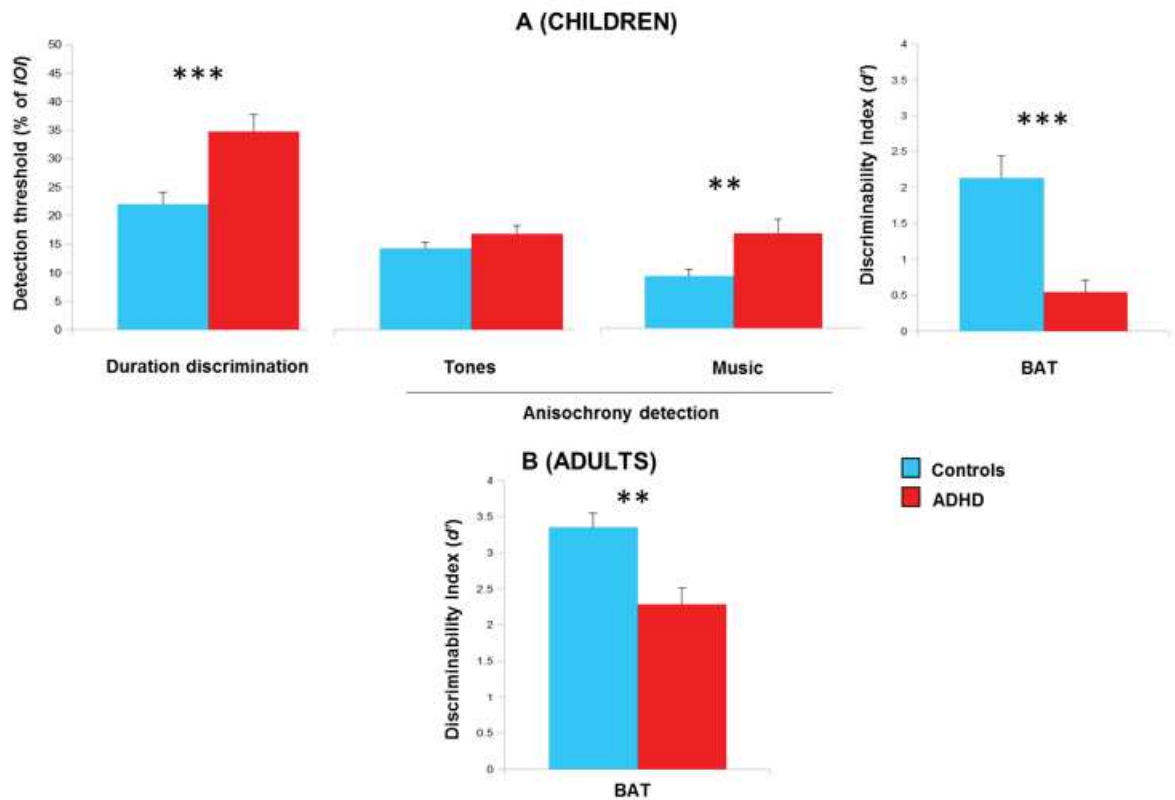 A (CHILDREN)
Detection threshold (% of IOI)
50
45
40
35
30
25
20
15
10
5
0
***
**
Discriminability Index (d')
4
3.5
3
2.5
2
1.5
1
0.5
0
***
Duration discrimination
Tones
Music
BAT
Anisochrony detection
B (ADULTS)
Discriminability Index (d')
4
3.5
3
2.5
2
1.5
1
0.5
0
**
BAT
Controls
ADHD